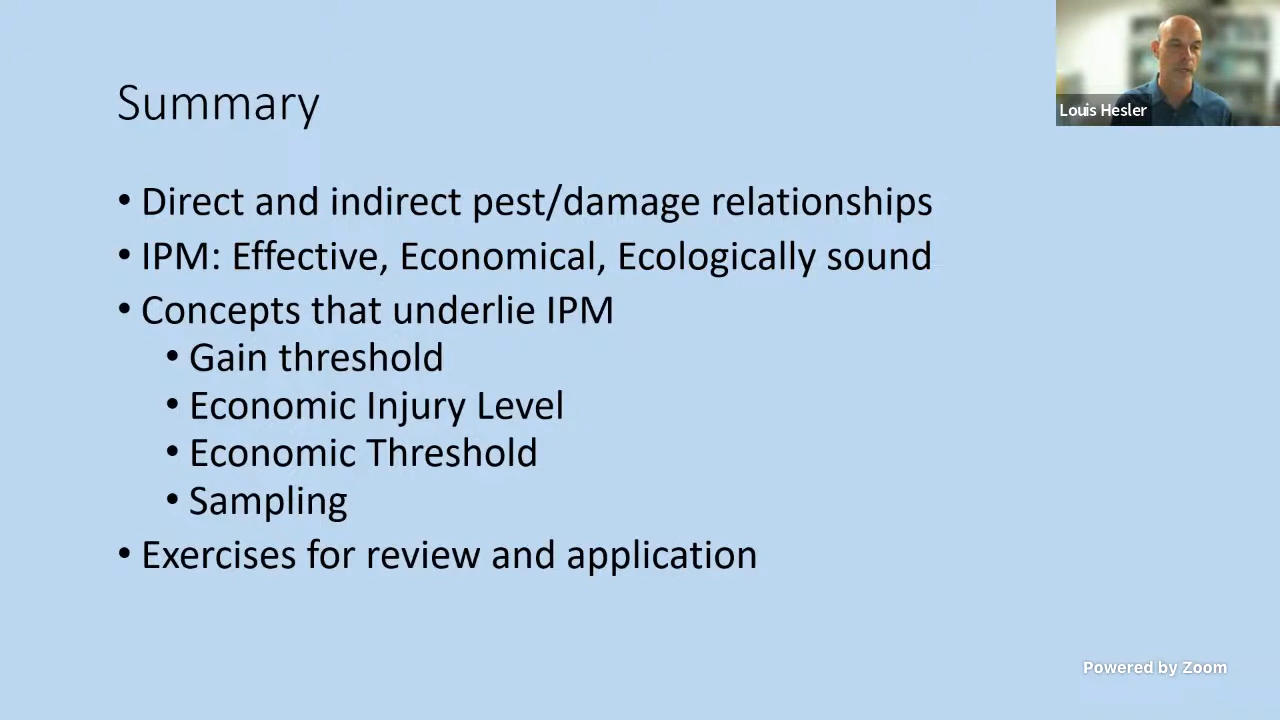 Summary
• Direct and indirect pest/damage relationships
• IPM: Effective, Economical, Ecologically sound
• Concepts that underlie IPM
• Gain threshold
• Economic Injury Level
• Economic Threshold
• Sampling
• Exercises for review and application
Louis Hesler
Powered by Zoom